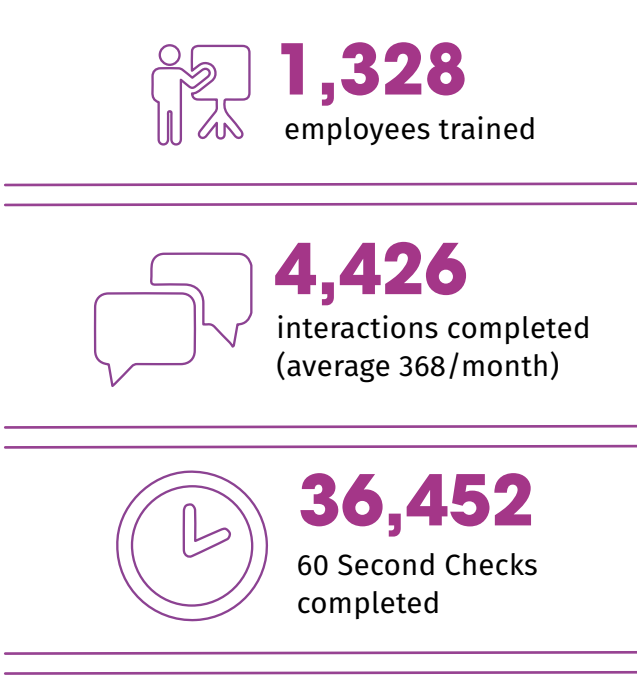 1,328
employees trained
4,426
interactions completed
(average 368/month)
36,452
60 Second Checks
completed